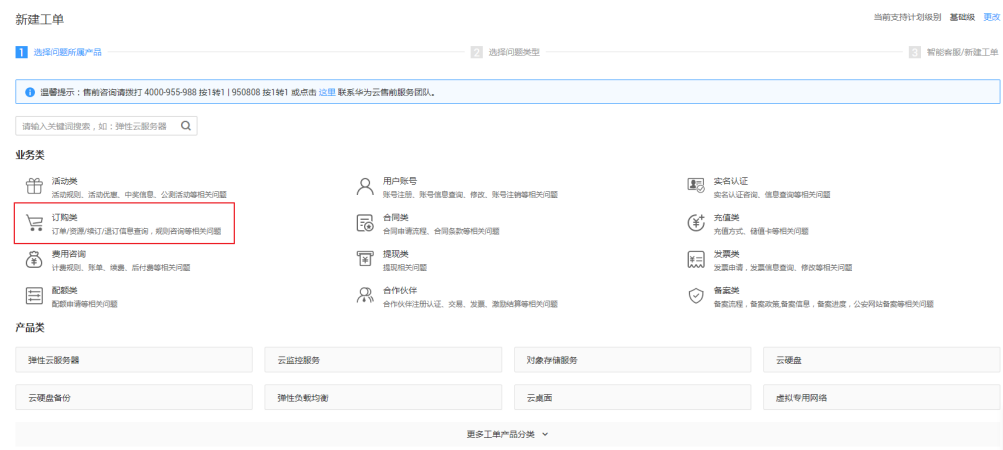 新建工单
当前支持计划级别 基础级 更改
1 选择问题所属产品
2 选择问题类型
3 智能客服/新建工单
温馨提示：售前咨询请拨打 4000-955-988 按1转1 | 950808 按1转1 或点击 这里 联系华为云售前服务团队。
请输入关键词搜索，如：弹性云服务器
业务类
活动类
活动规则、活动优惠、中奖信息、公测活动等相关问题
用户账号
账号注册、账号信息查询、修改、账号注销等相关问题
实名认证
实名认证咨询、信息查询等相关问题
订购类
订单/资源/续订/退订信息查询，规则咨询等相关问题
合同类
合同申请流程、合同条款等相关问题
充值类
充值方式、储值卡等相关问题
费用咨询
计费规则、账单、续费、后付费等相关问题
提现类
提现相关问题
发票类
发票申请，发票信息查询、修改等相关问题
配额类
配额申请等相关问题
合作伙伴
合作伙伴注册认证、交易、发票、激励结算等相关问题
备案类
备案流程，备案政策,备案信息，备案进度，公安网站备案等相关问题
产品类
弹性云服务器
云监控服务
对象存储服务
云硬盘
云硬盘备份
弹性负载均衡
云桌面
虚拟专用网络
更多工单产品分类